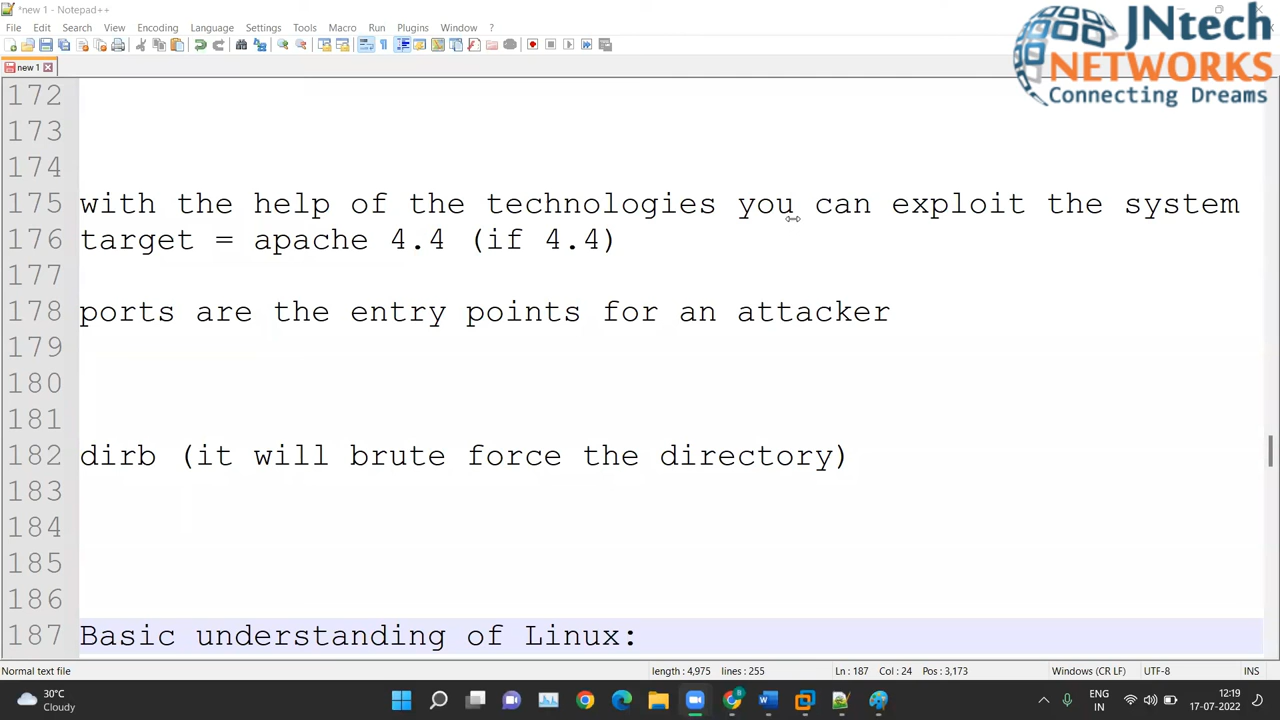 *new 1 - Notepad++
JNtech
NETWORKS
Connecting Dreams
File Edit Search View Encoding Language Settings Tools Macro Run Plugins Window ?
new 1
172
173
174
175 with the help of the technologies you can exploit the system
176 target = apache 4.4 (if 4.4)
177
178 ports are the entry points for an attacker
179
180
181
182 dirb (it will brute force the directory)
183
184
185
186
187 Basic understanding of Linux:
Normal text file length : 4,975 lines : 255 Ln : 187 Col : 24 Pos : 3,173 Windows (CR LF) UTF-8 INS
30°C
Cloudy
ENG
IN
12:19
17-07-2022